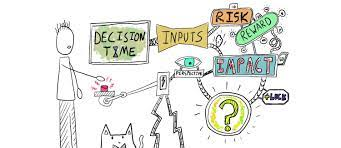 DECISION
TIME
INPUTS
RISK
REWARD
PERSPECTIVE
IMPACT
+LUCK
?